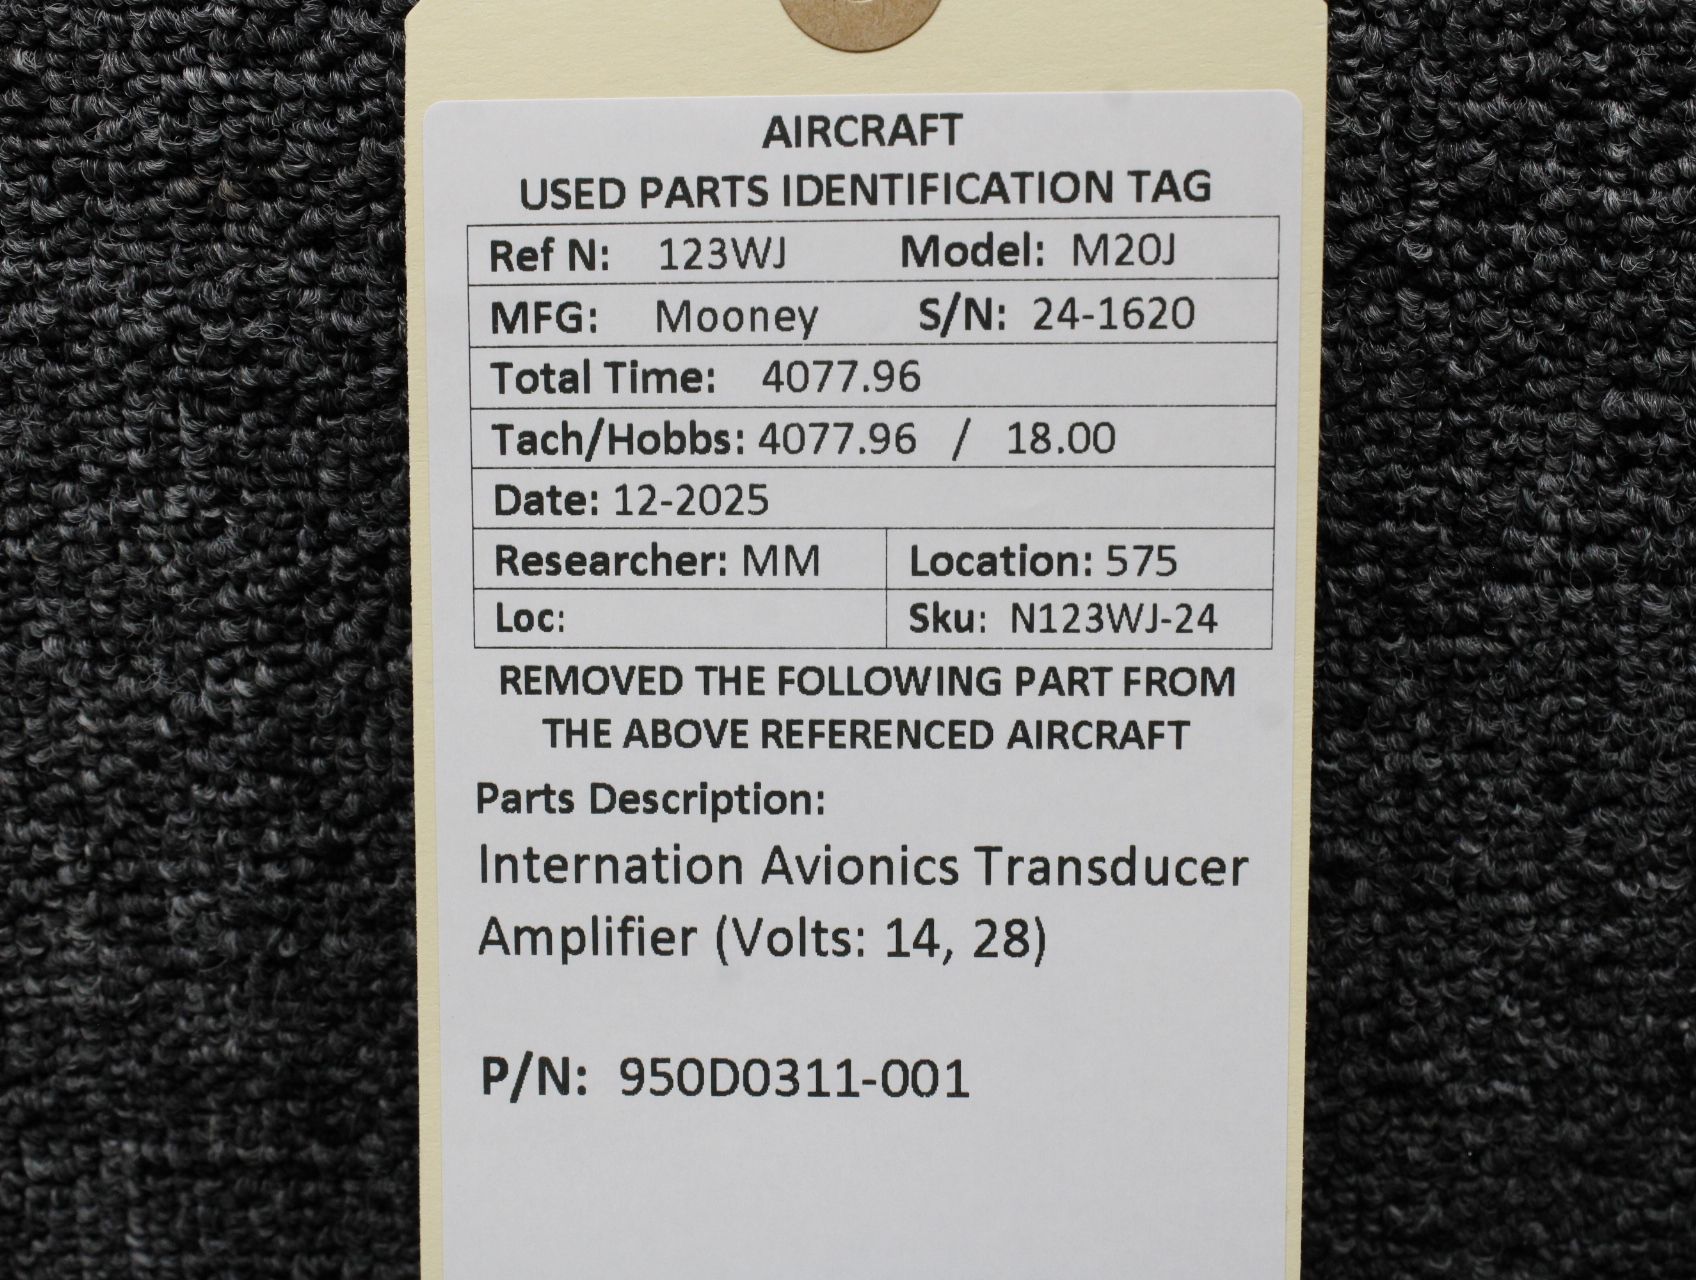 AIRCRAFT
USED PARTS IDENTIFICATION TAG
Ref N: 123WJ Model: M20J
MFG: Mooney S/N: 24-1620
Total Time: 4077.96
Tach/Hobbs: 4077.96 / 18.00
Date: 12-2025
Researcher: MM Location: 575
Loc: Sku: N123WJ-24
REMOVED THE FOLLOWING PART FROM
THE ABOVE REFERENCED AIRCRAFT
Parts Description:
Internation Avionics Transducer
Amplifier (Volts: 14, 28)
P/N: 950D0311-001